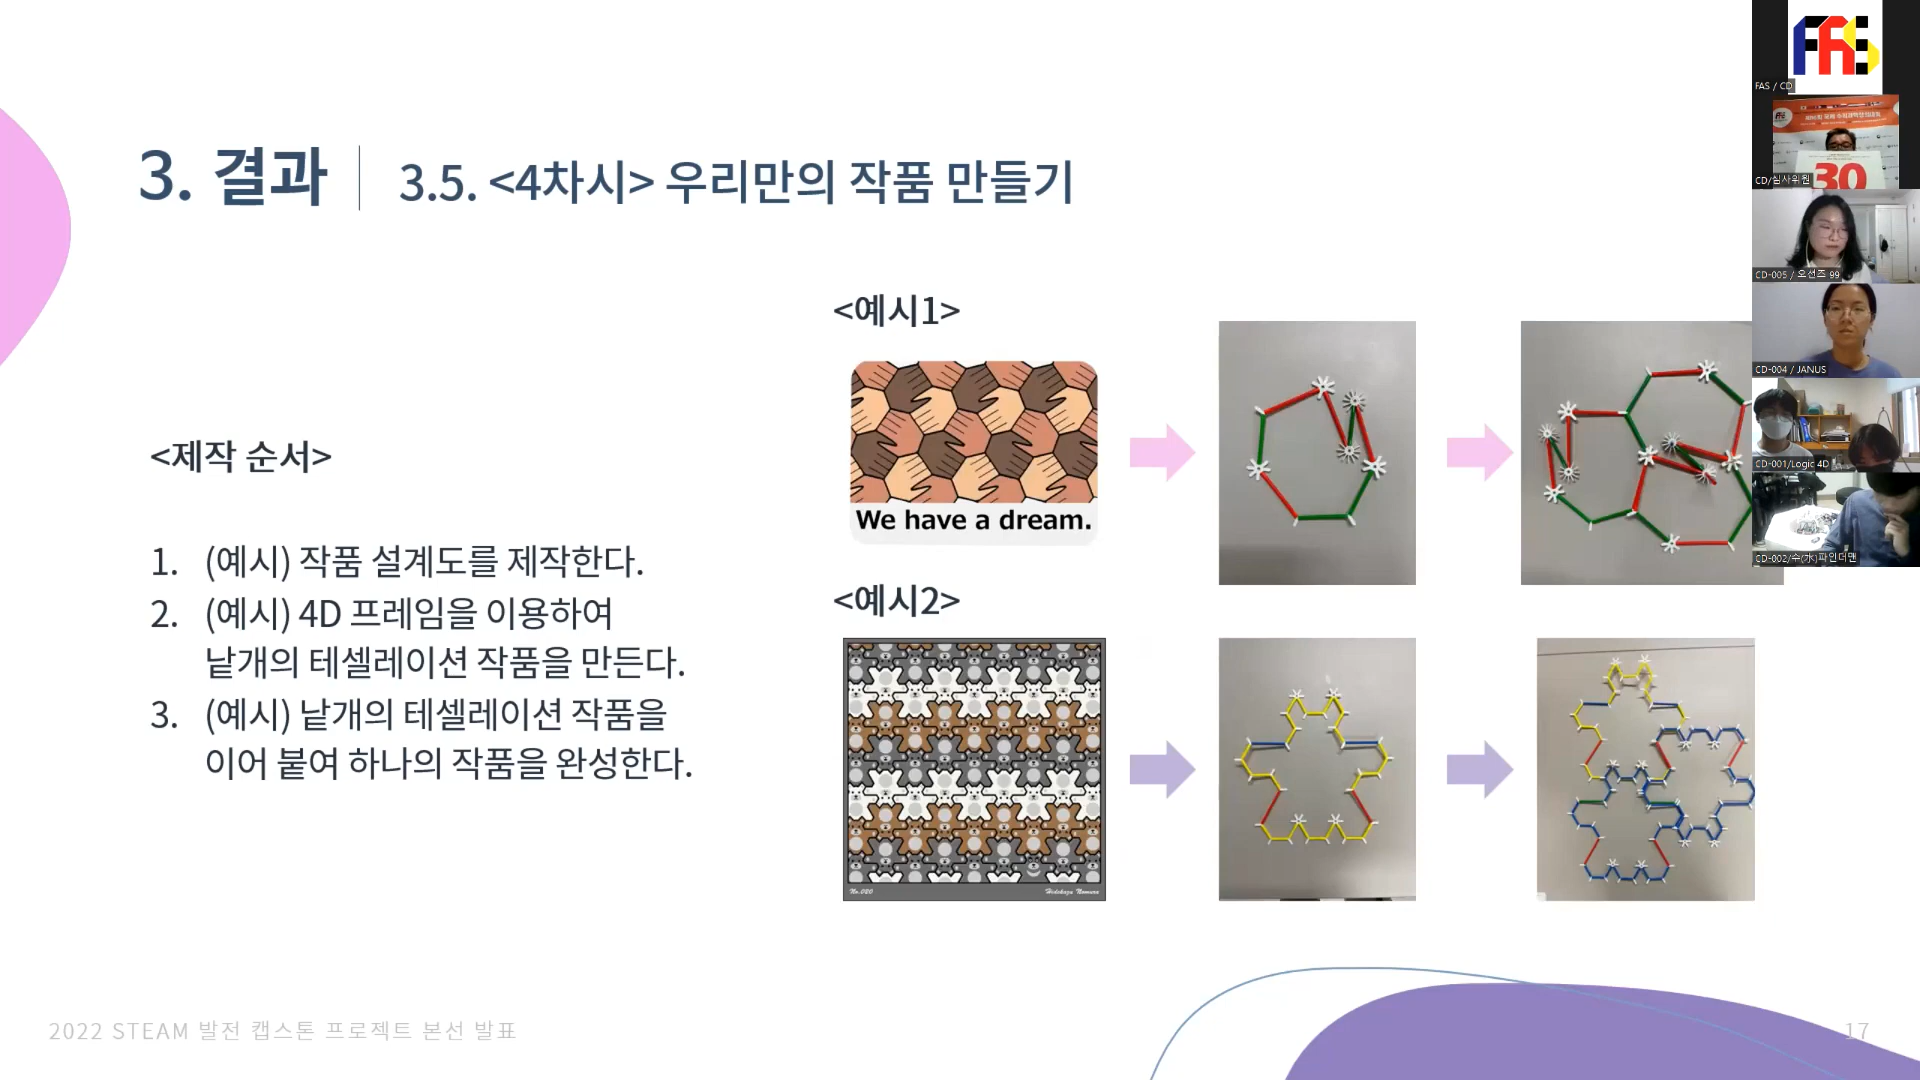 3. 결과
3.5. <4차시> 우리만의 작품 만들기
<제작 순서>
1. (예시) 작품 설계도를 제작한다.
2. (예시) 4D 프레임을 이용하여
낱개의 테셀레이션 작품을 만든다.
3. (예시) 낱개의 테셀레이션 작품을
이어 붙여 하나의 작품을 완성한다.
<예시1>
We have a dream.
<예시2>
No.020
Hidekazu Nomura
2022 STEAM 발전 캡스톤 프로젝트 본선 발표
17
FAS
FAS / CD
30
CD/심사위원
CD-005 / 오선즈 99
CD-004 / JANUS
CD-001/Logic 4D
CD-002/수(水)파인더맨